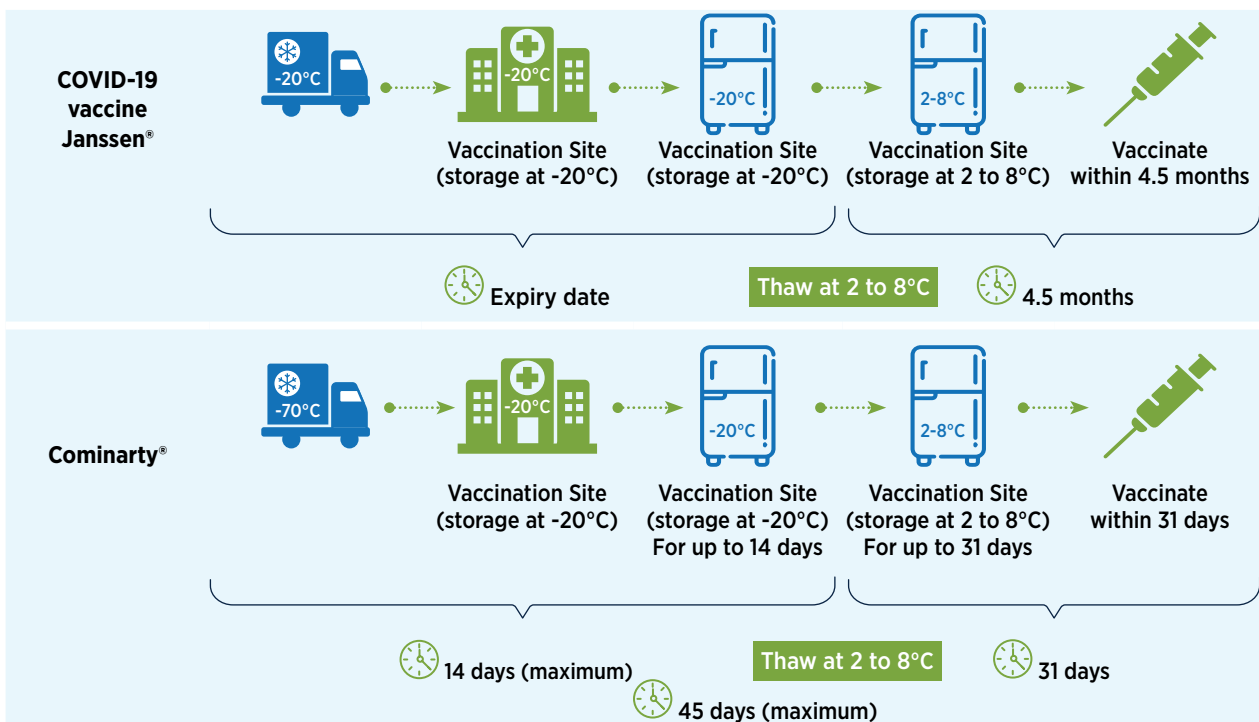 COVID-19
vaccine
Janssen®
-20°C
-20°C
-20°C
2-8°C
Vaccination Site
(storage at -20°C)
Vaccination Site
(storage at -20°C)
Vaccination Site
(storage at 2 to 8°C)
Vaccinate
within 4.5 months
Expiry date
Thaw at 2 to 8°C
4.5 months
Cominarty®
-70°C
-20°C
-20°C
2-8°C
Vaccination Site
(storage at -20°C)
Vaccination Site
(storage at -20°C)
For up to 14 days
Vaccination Site
(storage at 2 to 8°C)
For up to 31 days
Vaccinate
within 31 days
14 days (maximum)
Thaw at 2 to 8°C
31 days
45 days (maximum)